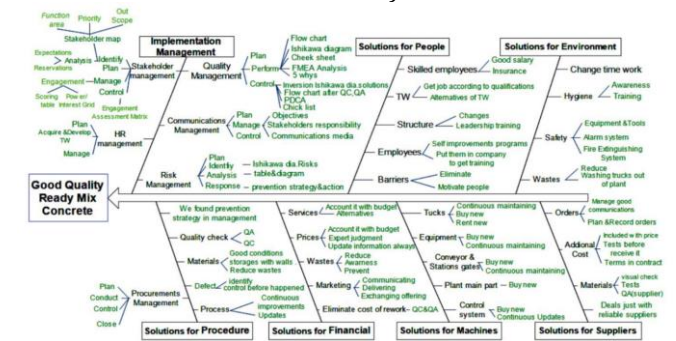 Function
area
Priority
Out
Scope
Stakeholder map
Expectations
Reservations
Analysis
Identify
Plan
Manage
Control
Stakeholder
management
Engagement
Scoring
table
Power/
Interest Grid
Engagement
Assessment Matrix
Plan
Acquire &Develop
TW
Manage
HR
management
Implementation
Management
Quality
Management
Plan
Perform
Control
Flow chart
Ishikawa diagram
Cheek sheet
FMEA Analysis
5 whys
Inversion Ishikawa dia.solutions
Flow chart after QC,QA
PDCA
Chick list
Communications
Management
Plan
Manage
Control
Objectives
Stakeholders responsibility
Communications media
Risk
Management
Plan
Identify
Analysis
Response
Ishikawa dia.Risks
table&diagram
prevention strategy&action
Solutions for People
Skilled employees
Good salary
Insurance
TW
Get job according to qualifications
Alternatives of TW
Structure
Changes
Leadership training
Employees
Self improvements programs
Put them in company
to get training
Barriers
Eliminate
Motivate people
Solutions for Environment
Change time work
Hygiene
Awareness
Training
Safety
Equipment &Tools
Alarm system
Fire Extinguishing
System
Wastes
Reduce
Washing trucks out
of plant
Good Quality
Ready Mix
Concrete
We found prevention
strategy in management
Quality check
QA
QC
Materials
Good conditions
storages with walls
Reduce wastes
Defect
Identify
control before happened
Process
Continuous
improvements
Updates
Plan
Conduct
Control
Close
Procurements
Management
Solutions for Procedure
Services
Account it with budget
Alternatives
Prices
Account it with budget
Expert judgment
Update information always
Wastes
Reduce
Awareness
Prevent
Marketing
Communicating
Delivering
Exchanging offering
Eliminate cost of rework
QC&QA
Solutions for Financial
Tucks
Continuous maintaining
Buy new
Rent new
Equipment
Buy new
Continuous maintaining
Conveyor &
Stations gates
Buy new
Continuous maintaining
Plant main part
Buy new
Control
system
Buy new
Continuous Updates
Solutions for Machines
Orders
Manage good
communications
Plan &Record orders
Addional
Cost
Included with price
Tests before
receive it
Terms in contract
Materials
visual check
Tests
QA(supplier)
Deals just with
reliable suppliers
Solutions for Suppliers